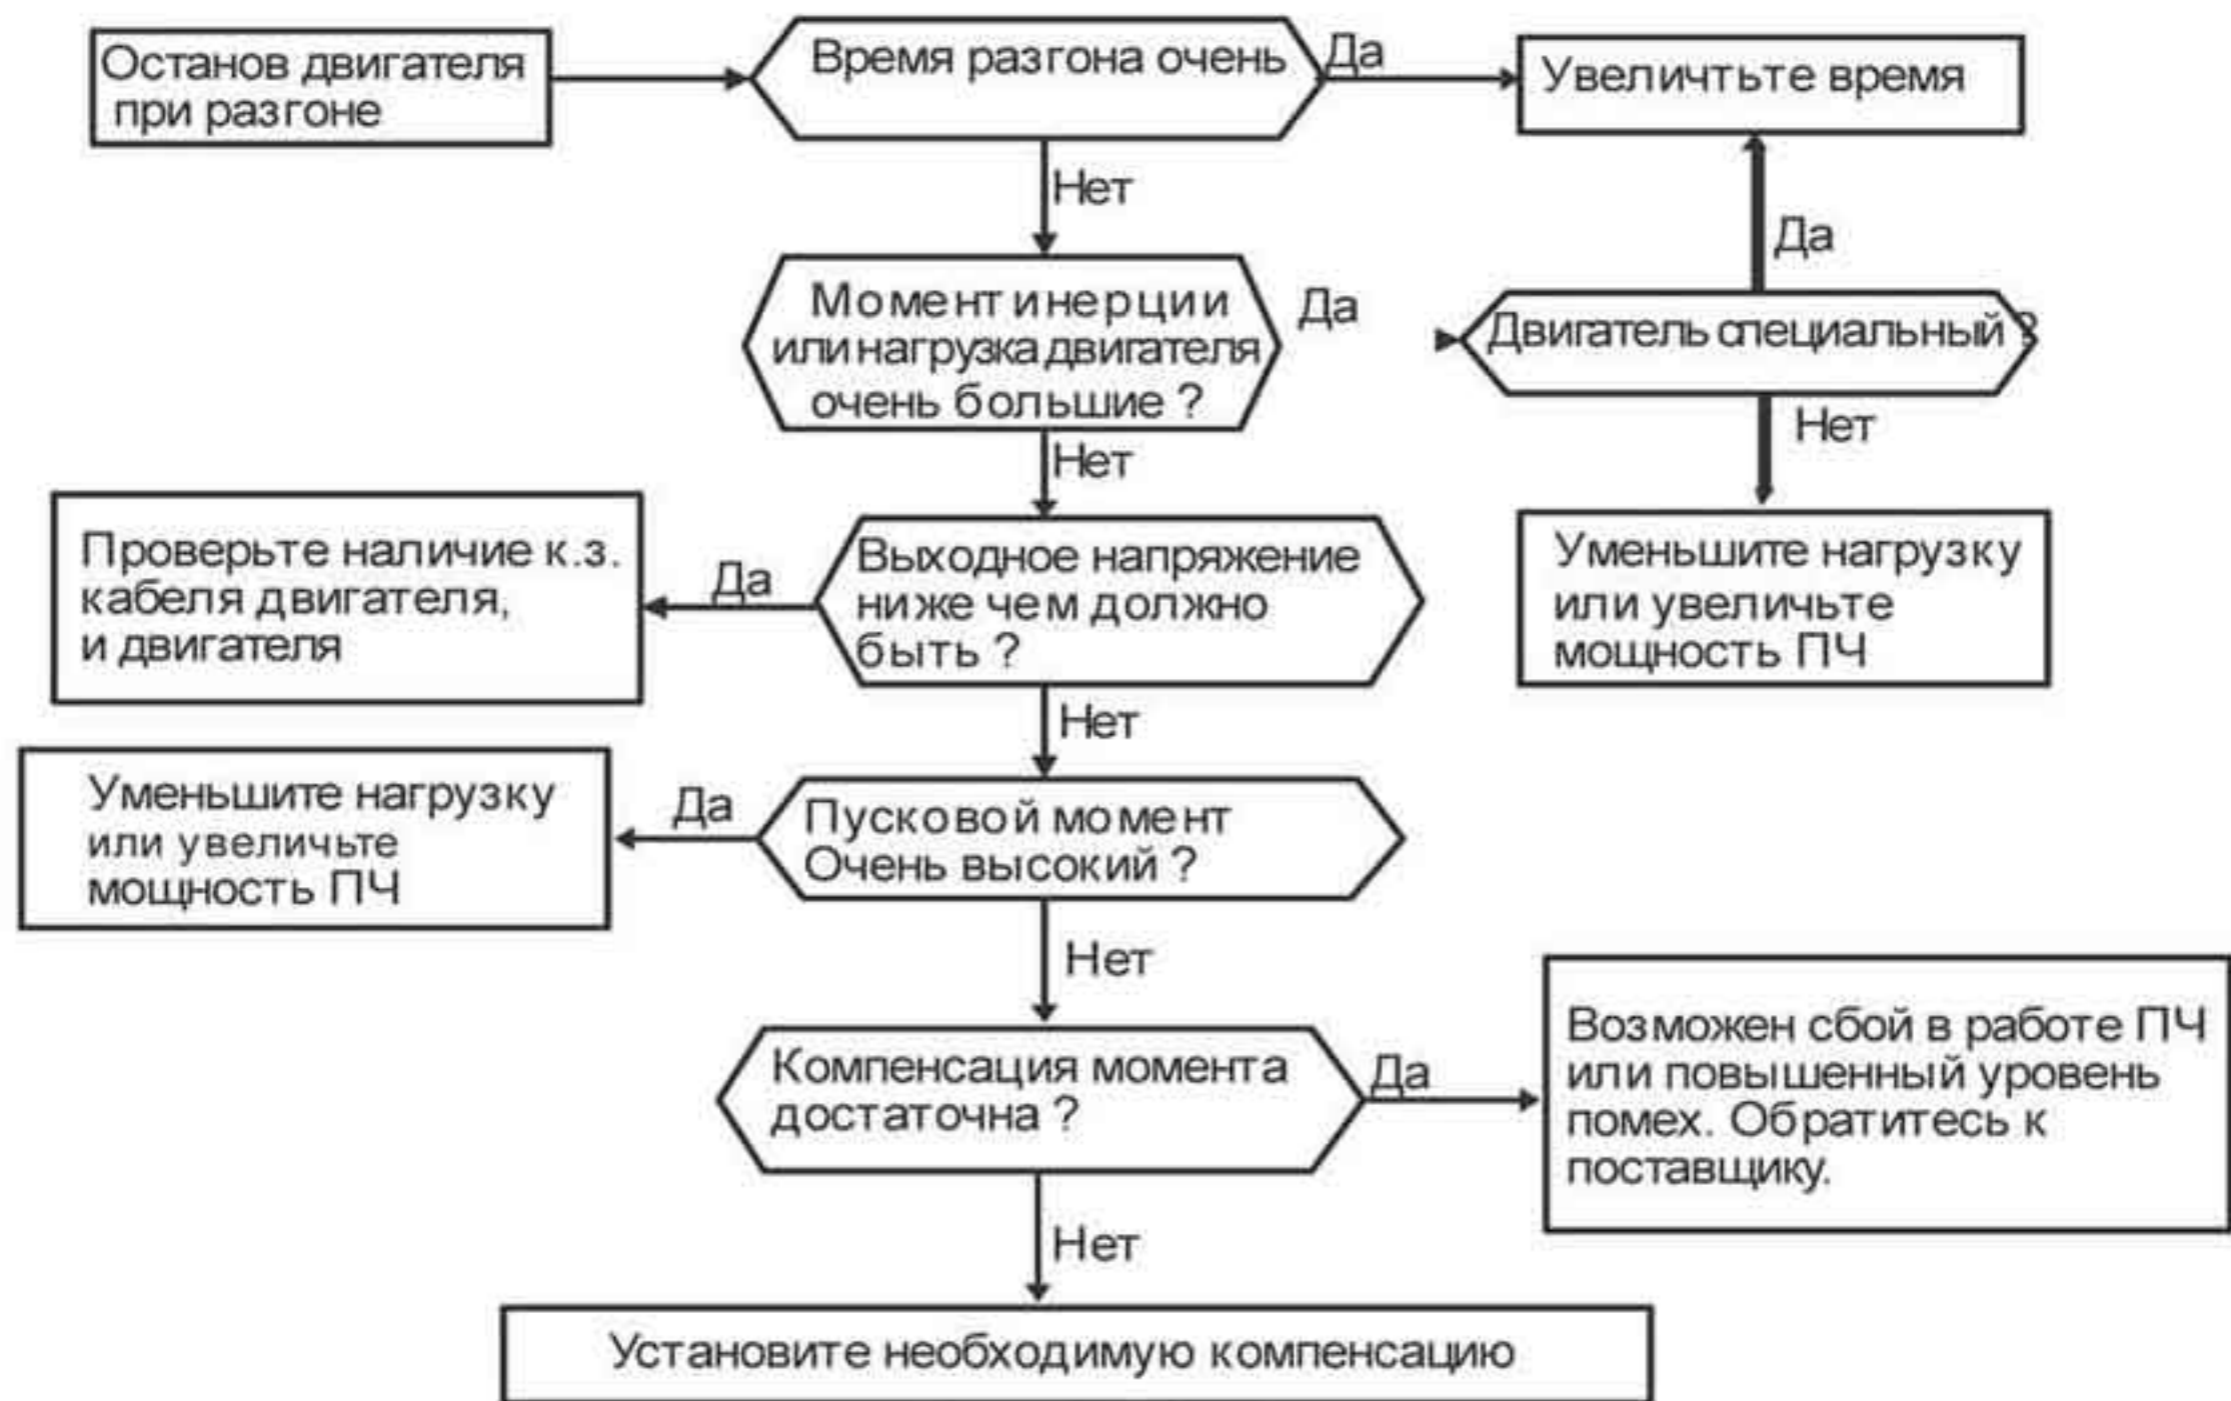 Останов двигателя
при разгоне
Время разгона очень
Да
Увеличтьте время
Нет
Да
Момент инерции
или нагрузка двигателя
очень большие ?
Да
Двигатель специальный ?
Нет
Нет
Проверьте наличие к.з.
кабеля двигателя,
и двигателя
Да
Выходное напряжение
ниже чем должно
быть ?
Уменьшите нагрузку
или увеличьте
мощность ПЧ
Нет
Уменьшите нагрузку
или увеличьте
мощность ПЧ
Да
Пусковой момент
Очень высокий ?
Нет
Компенсация момента
достаточна ?
Да
Возможен сбой в работе ПЧ
или повышенный уровень
помех. Обратитесь к
поставщику.
Нет
Установите необходимую компенсацию